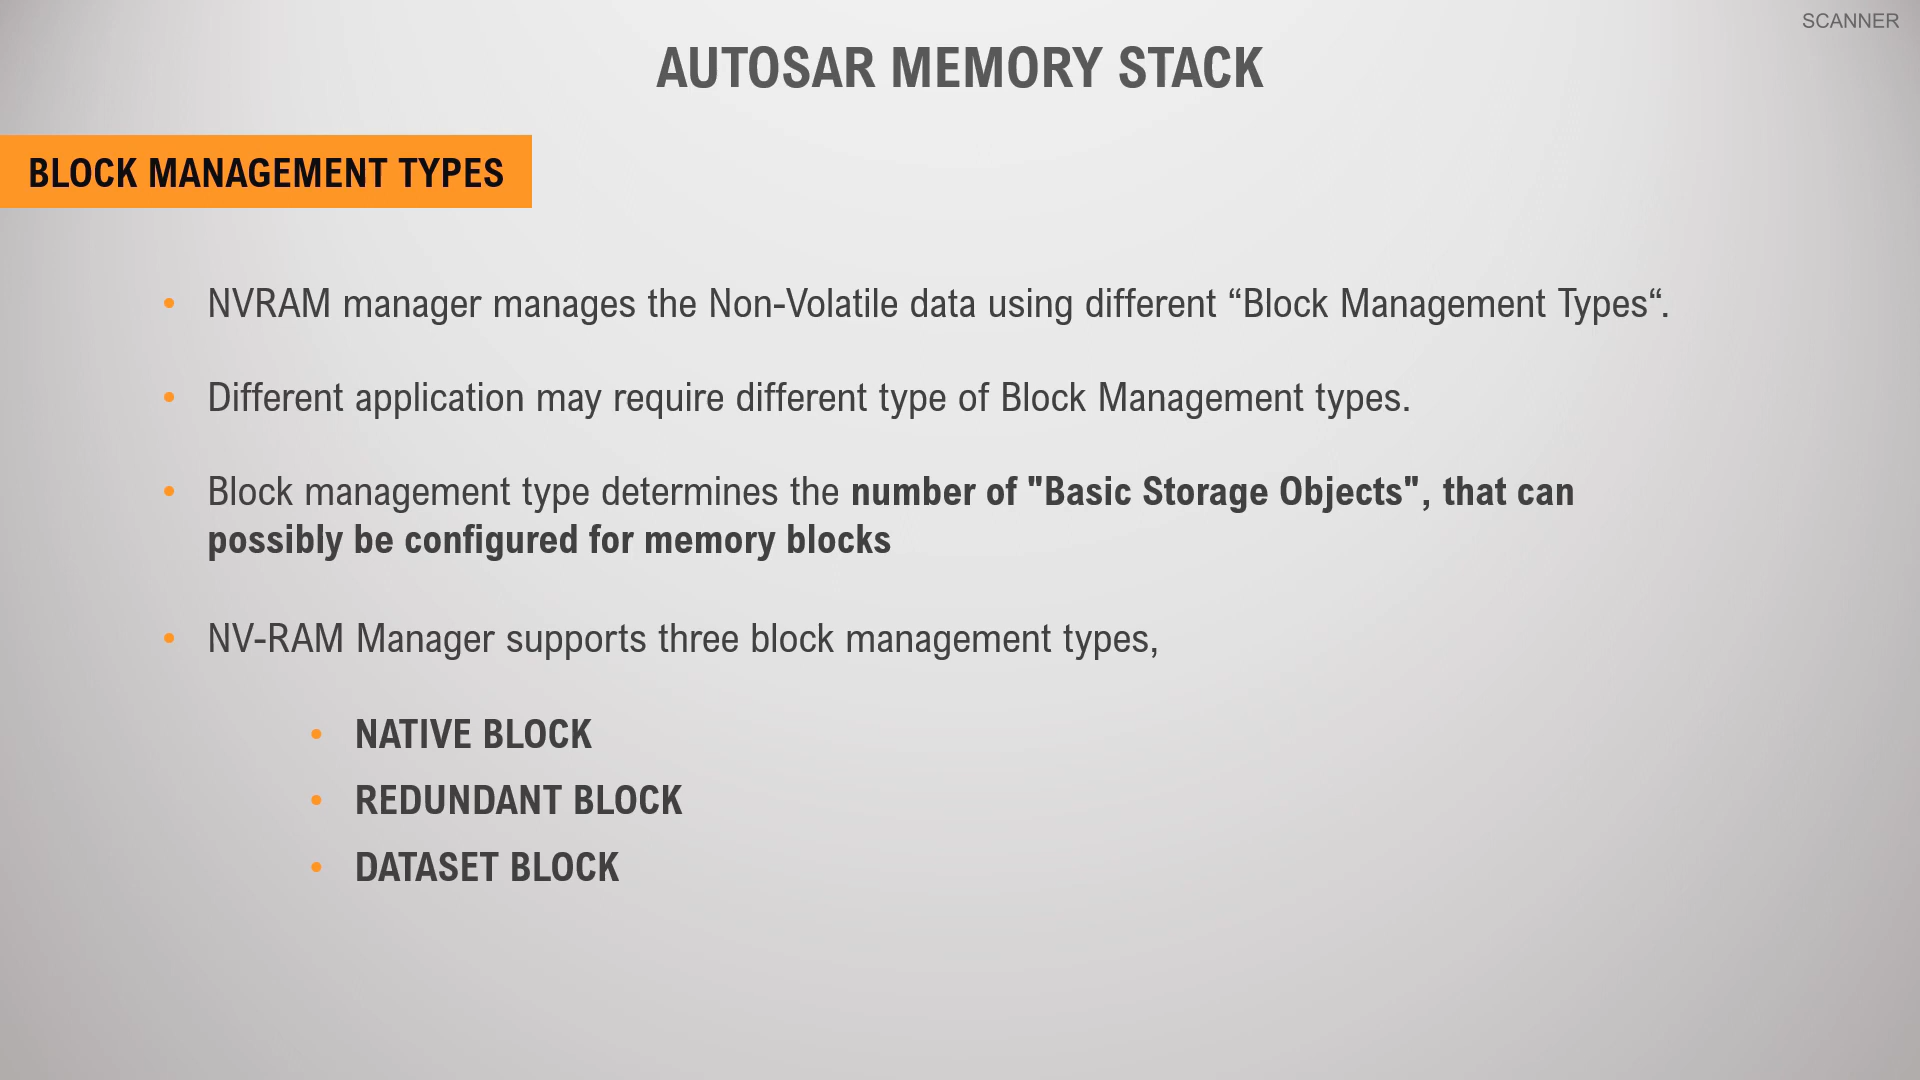 SCANNER
AUTOSAR MEMORY STACK
BLOCK MANAGEMENT TYPES
• NVRAM manager manages the Non-Volatile data using different “Block Management Types“.
• Different application may require different type of Block Management types.
• Block management type determines the number of "Basic Storage Objects", that can
possibly be configured for memory blocks
• NV-RAM Manager supports three block management types,
• NATIVE BLOCK
• REDUNDANT BLOCK
• DATASET BLOCK